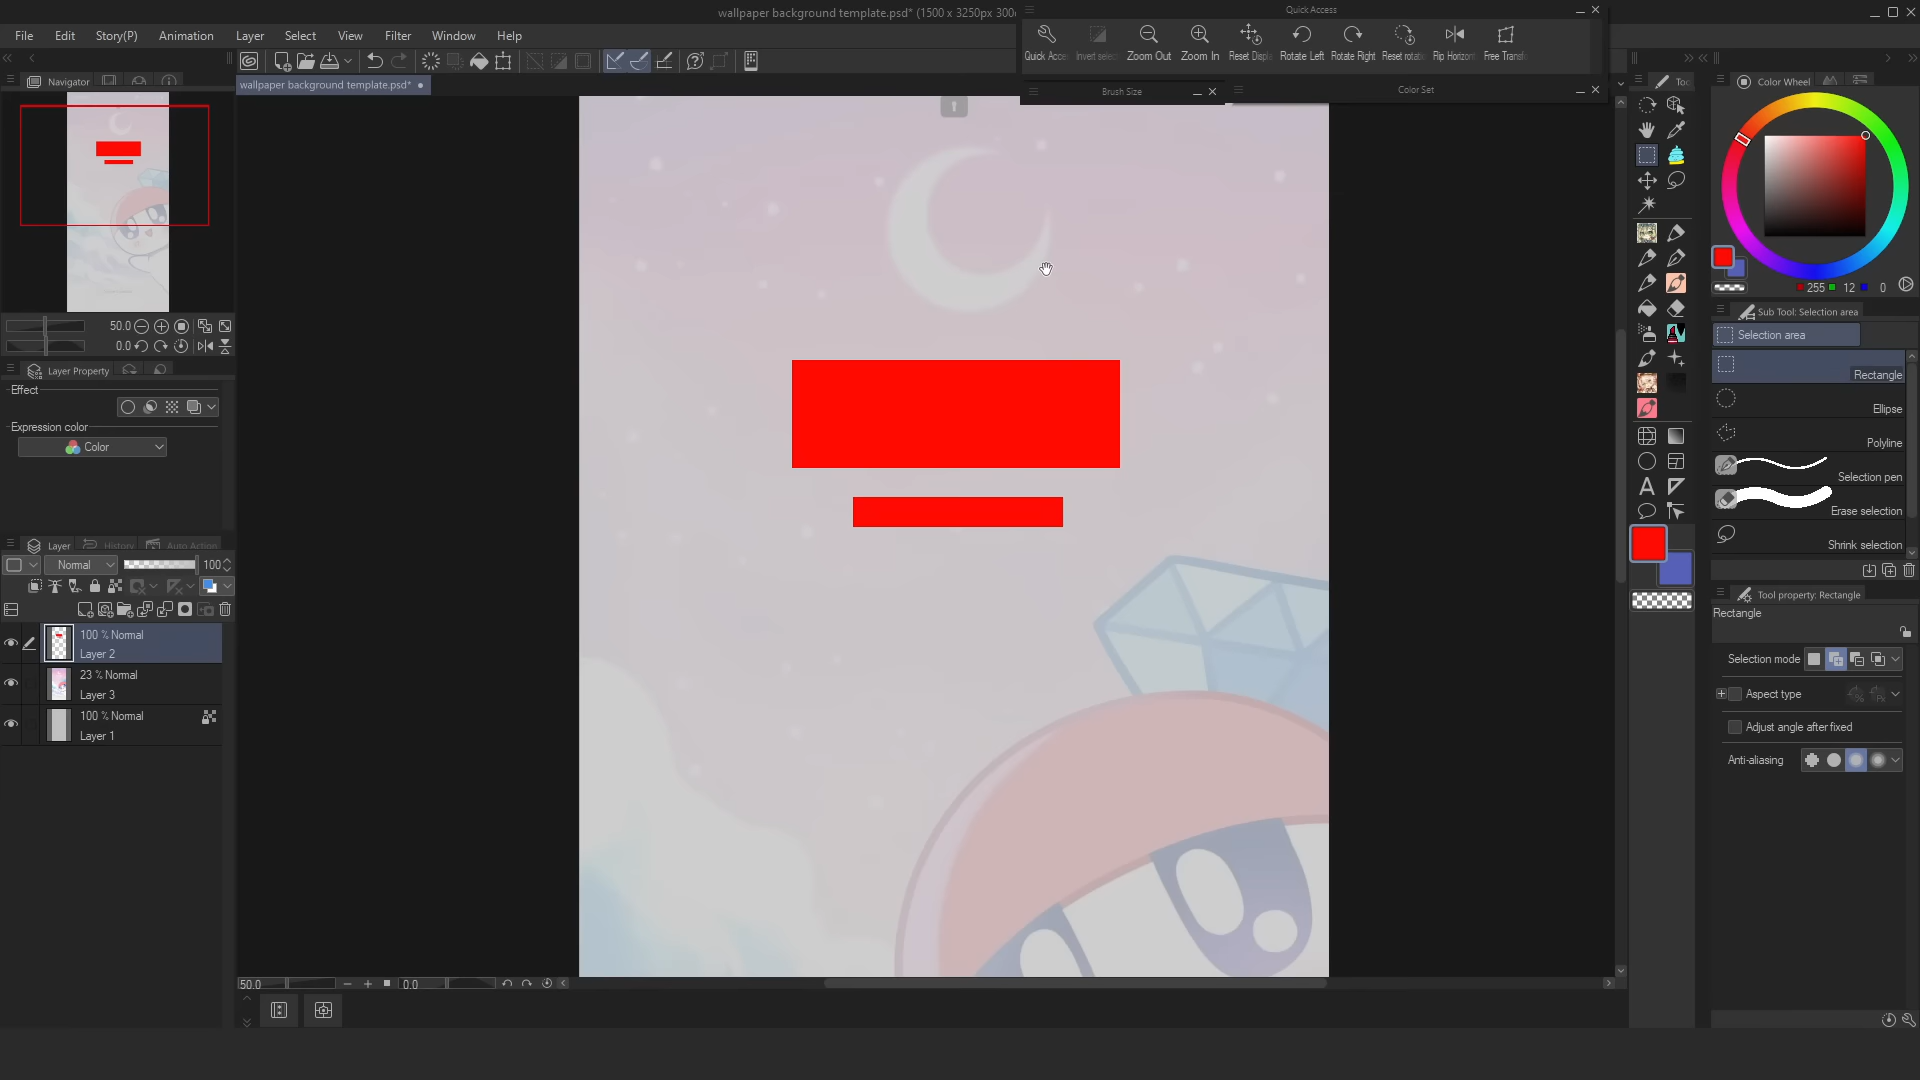 wallpaper background template.psd* (1500 x 3250px 300
Quick Access
File Edit Story(P) Animation Layer Select View Filter Window Help
Quick Acce Invert selec Zoom Out Zoom In Reset Displa Rotate Left Rotate Right Reset rotati Flip Horizon Free Transf
Navigator
wallpaper background template.psd*
Brush Size
Color Set
Toc
Color Wheel
50.0
0.0
255 12 0
Layer Property
Effect
Expression color
Color
Sub Tool: Selection area
Selection area
Rectangle
Ellipse
Polyline
Selection pen
Erase selection
Shrink selection
Layer History Auto Action
Normal 100
100 % Normal
Layer 2
23 % Normal
Layer 3
100 % Normal
Layer 1
Tool property: Rectangle
Rectangle
Selection mode
Aspect type
Adjust angle after fixed
Anti-aliasing
50.0 0.0